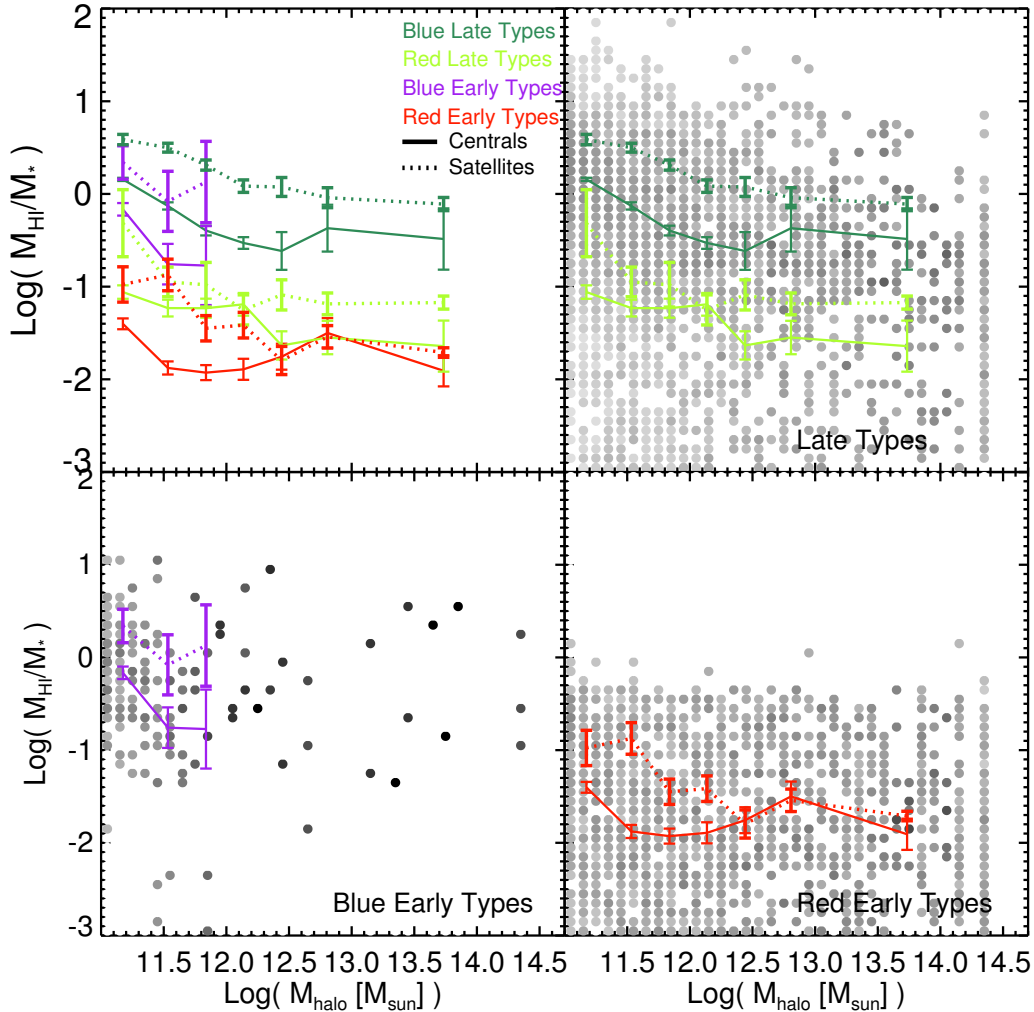 2
1
0
-1
-2
-3
Log( M_HI/M_* )
Blue Late Types
Red Late Types
Blue Early Types
Red Early Types
Centrals
Satellites
Late Types
2
1
0
-1
-2
-3
Log( M_HI/M_* )
Blue Early Types
Red Early Types
11.5 12.0 12.5 13.0 13.5 14.0 14.5
11.5 12.0 12.5 13.0 13.5 14.0 14.5
Log( M_halo [M_sun] )
Log( M_halo [M_sun] )